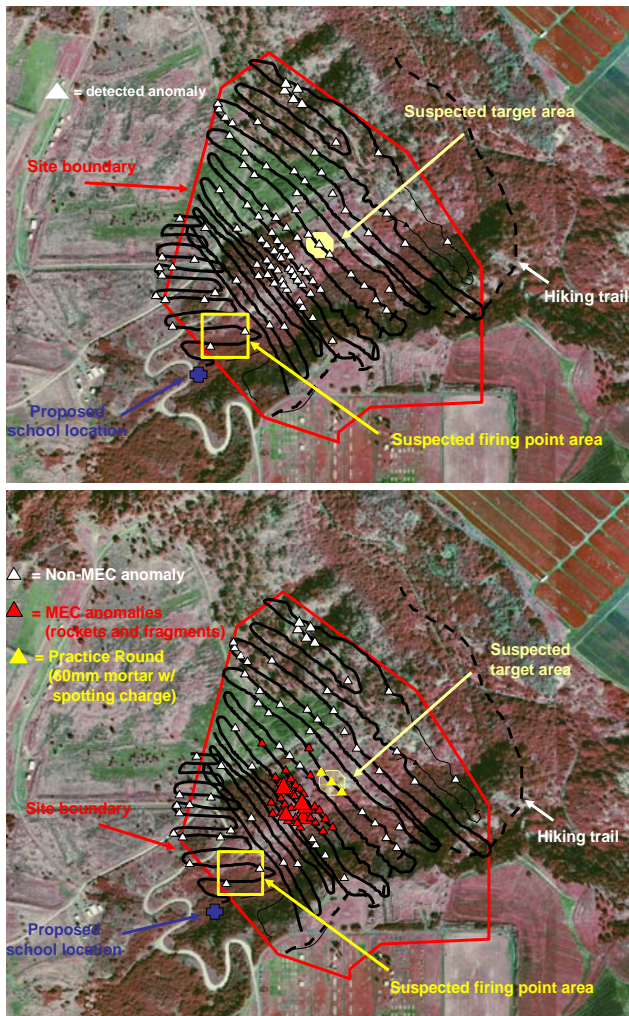 = detected anomaly
Suspected target area
Site boundary
Hiking trail
Proposed
school location
Suspected firing point area
= Non-MEC anomaly
= MEC anomalies
(rockets and fragments)
= Practice Round
(60mm mortar w/
spotting charge)
Suspected
target area
Site boundary
Hiking trail
Proposed
school location
Suspected firing point area